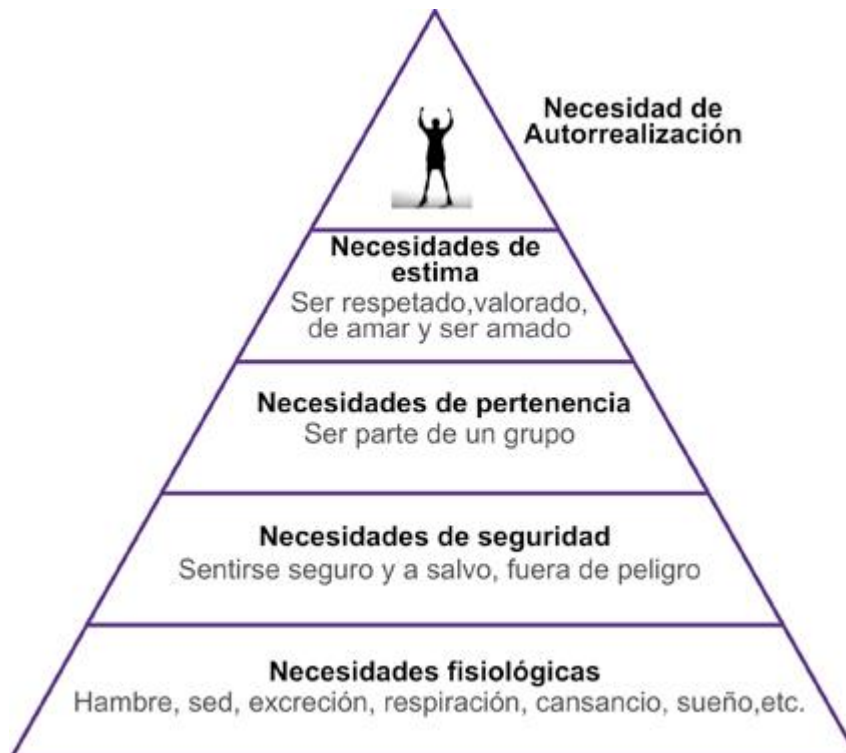 Necesidad de
Autorrealización
Necesidades de
estima
Ser respetado,valorado,
de amar y ser amado
Necesidades de pertenencia
Ser parte de un grupo
Necesidades de seguridad
Sentirse seguro y a salvo, fuera de peligro
Necesidades fisiológicas
Hambre, sed, excreción, respiración, cansancio, sueño,etc.